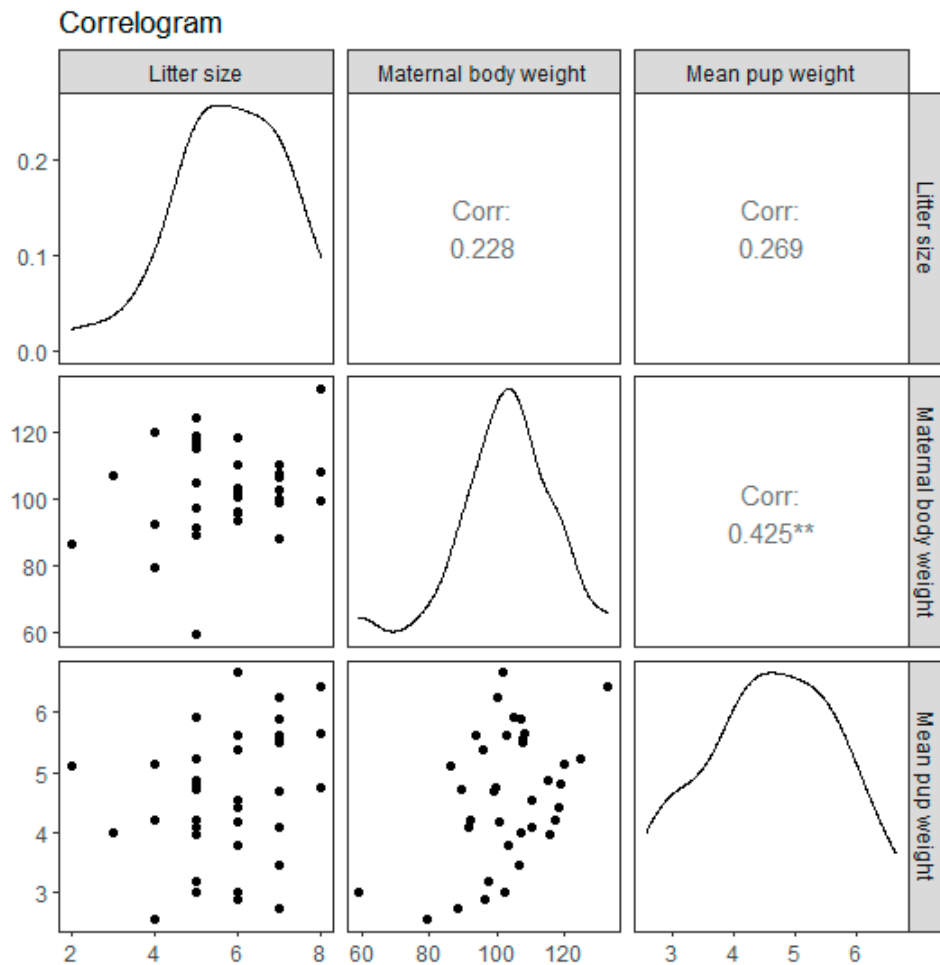 Correlogram
Litter size
Maternal body weight
Mean pup weight
0.2
0.1
0.0
Corr:
0.228
Corr:
0.269
Litter size
120
100
80
60
Corr:
0.425**
Maternal body weight
6
5
4
3
Mean pup weight
2 4 6 8
60 80 100 120
3 4 5 6